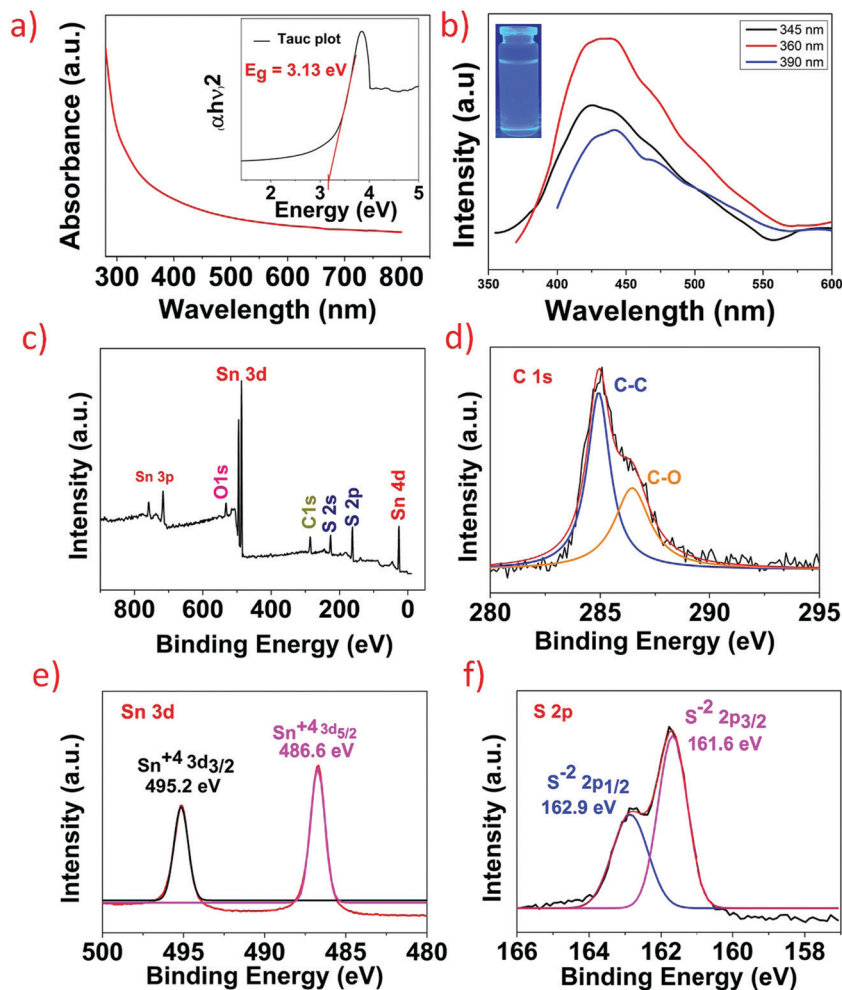 a)
Absorbance (a.u.)
300 400 500 600 700 800
Wavelength (nm)
Tauc plot
Eg = 3.13 eV
(αhν)2
2 3 4 5
Energy (eV)
b)
Intensity (a.u)
345 nm
360 nm
390 nm
350 400 450 500 550 600
Wavelength (nm)
c)
Intensity (a.u.)
Sn 3p
O1s
Sn 3d
C1s
S 2s
S 2p
Sn 4d
800 600 400 200 0
Binding Energy (eV)
d)
Intensity (a.u.)
C 1s
C-C
C-O
280 285 290 295
Binding Energy (eV)
e)
Intensity (a.u.)
Sn 3d
Sn+4 3d3/2
495.2 eV
Sn+4 3d5/2
486.6 eV
500 495 490 485 480
Binding Energy (eV)
f)
Intensity (a.u.)
S 2p
S-2 2p1/2
162.9 eV
S-2 2p3/2
161.6 eV
166 164 162 160 158
Binding Energy (eV)